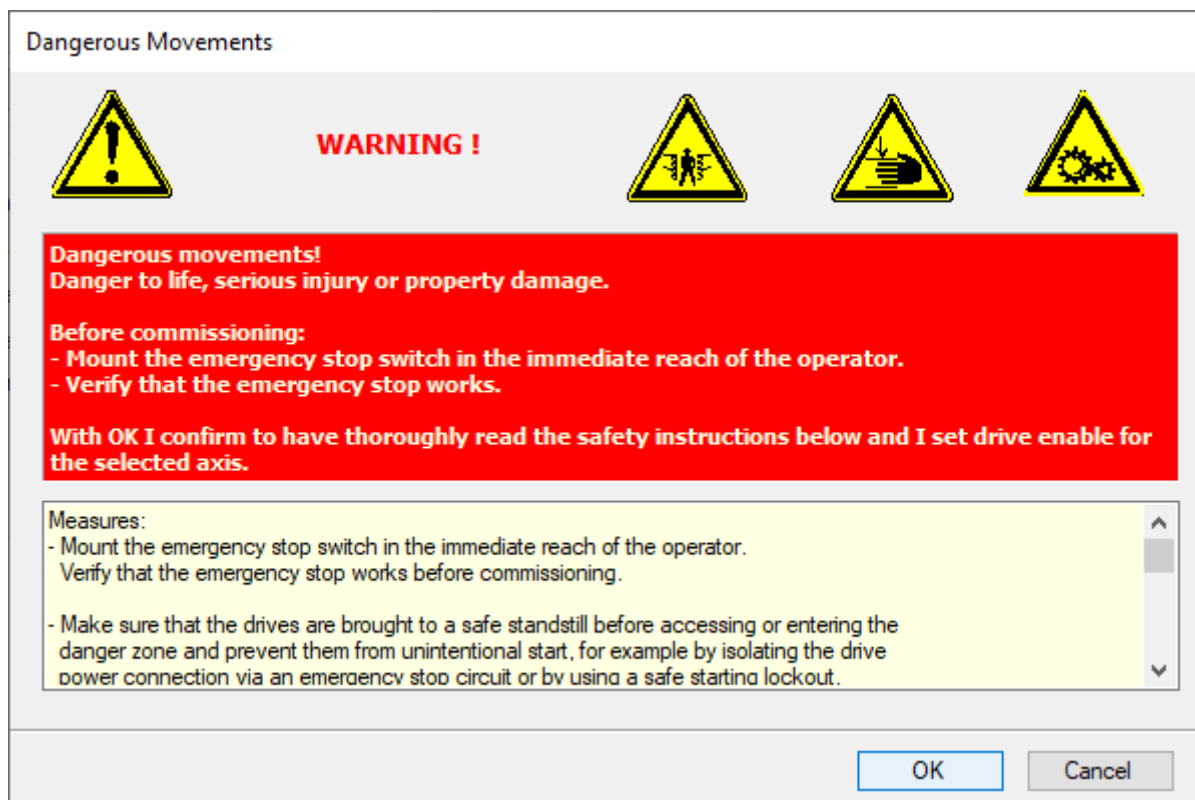 Dangerous Movements
WARNING !
Dangerous movements!
Danger to life, serious injury or property damage.
Before commissioning:
- Mount the emergency stop switch in the immediate reach of the operator.
- Verify that the emergency stop works.
With OK I confirm to have thoroughly read the safety instructions below and I set drive enable for
the selected axis.
Measures:
- Mount the emergency stop switch in the immediate reach of the operator.
Verify that the emergency stop works before commissioning.
- Make sure that the drives are brought to a safe standstill before accessing or entering the
danger zone and prevent them from unintentional start, for example by isolating the drive
power connection via an emergency stop circuit or by using a safe starting lockout.
OK
Cancel